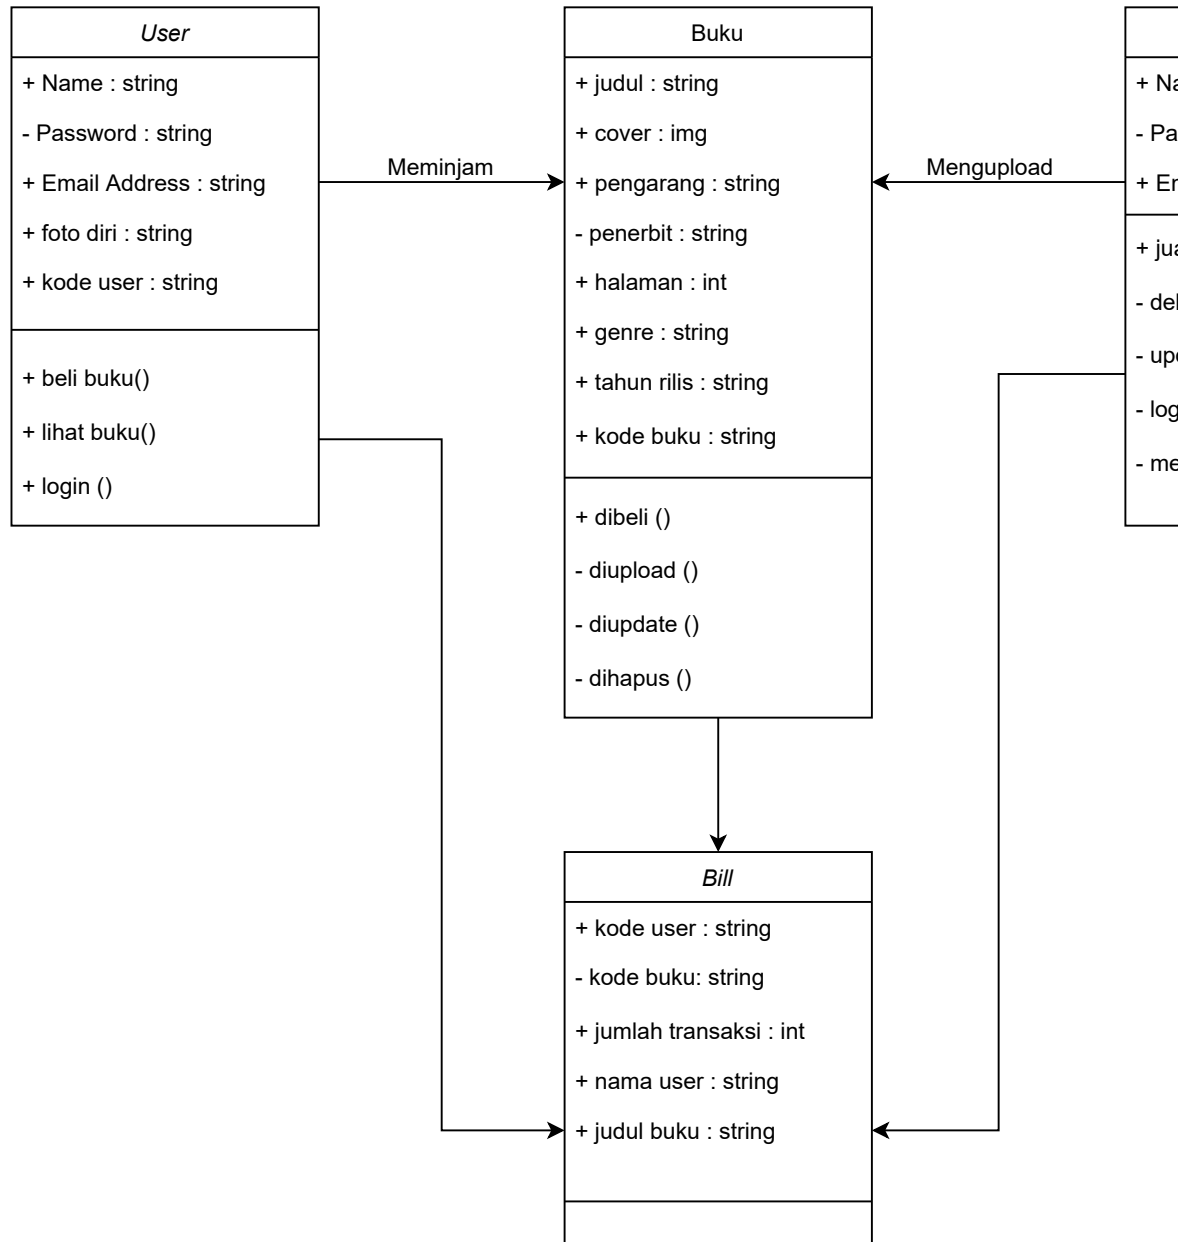 User
+ Name : string
- Password : string
+ Email Address : string
+ foto diri : string
+ kode user : string
+ beli buku()
+ lihat buku()
+ login ()
Meminjam
Buku
+ judul : string
+ cover : img
+ pengarang : string
- penerbit : string
+ halaman : int
+ genre : string
+ tahun rilis : string
+ kode buku : string
+ dibeli ()
- diupload ()
- diupdate ()
- dihapus ()
Mengupload
Bill
+ kode user : string
- kode buku: string
+ jumlah transaksi : int
+ nama user : string
+ judul buku : string